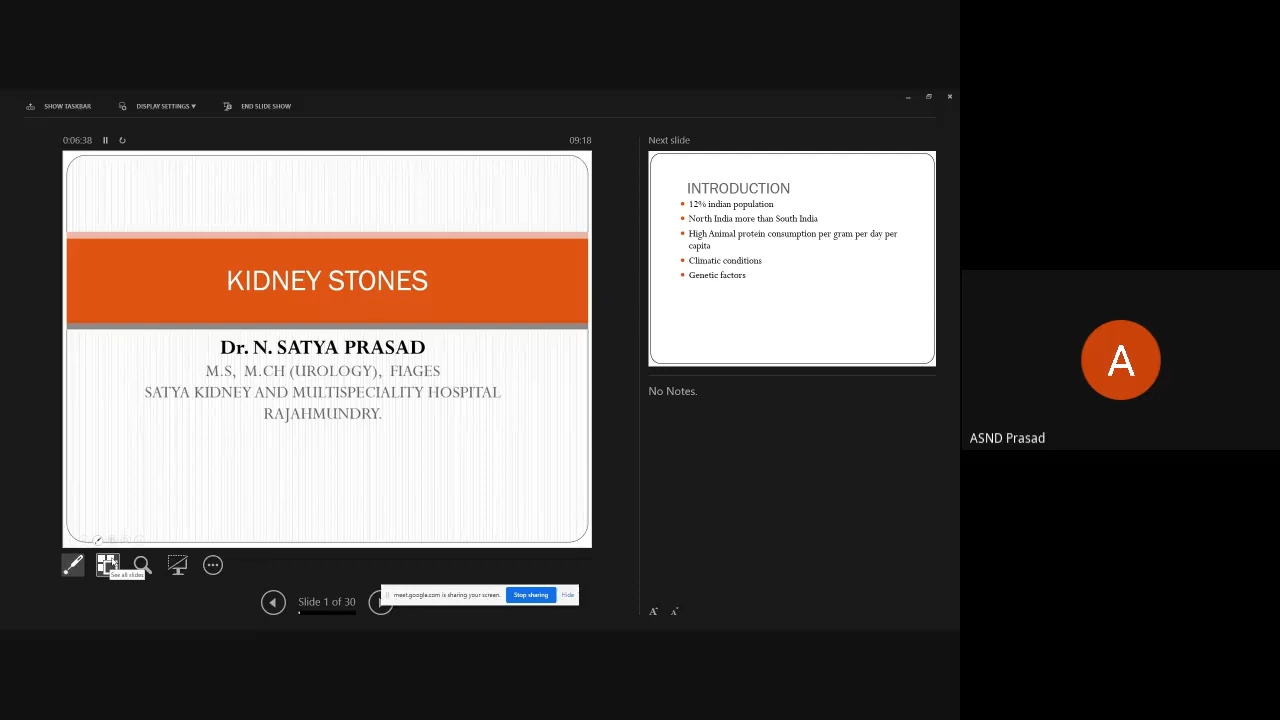 SHOW TASKBAR
DISPLAY SETTINGS ▼
END SLIDE SHOW
0:06:38
09:18
Next slide
KIDNEY STONES
Dr. N. SATYA PRASAD
M.S, M.CH (UROLOGY), FIAGES
SATYA KIDNEY AND MULTISPECIALITY HOSPITAL
RAJAHMUNDRY.
INTRODUCTION
12% indian population
North India more than South India
High Animal protein consumption per gram per day per
capita
Climatic conditions
Genetic factors
No Notes.
A
ASND Prasad
See all slides
meet.google.com is sharing your screen.
Stop sharing
Hide
Slide 1 of 30
A A